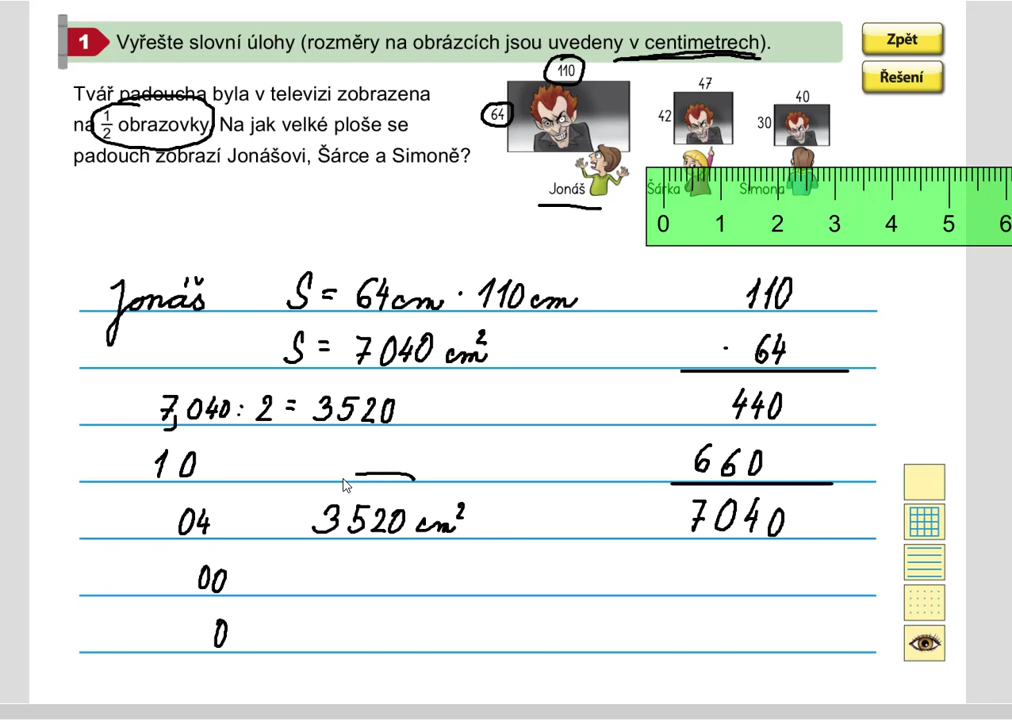 1 Vyřešte slovní úlohy (rozměry na obrázcích jsou uvedeny v centimetrech).
Zpět
Řešení
Tvář padoucha byla v televizi zobrazena
na 1/2 obrazovky. Na jak velké ploše se
padouch zobrazí Jonášovi, Šárce a Simoně?
110
64
Jonáš
47
42
Šárka
40
30
Simona
0 1 2 3 4 5 6
Jonáš S = 64cm · 110cm
S = 7040 cm²
7,040 : 2 = 3520
10
04 3520 cm²
00
0
110
· 64
440
660
7040